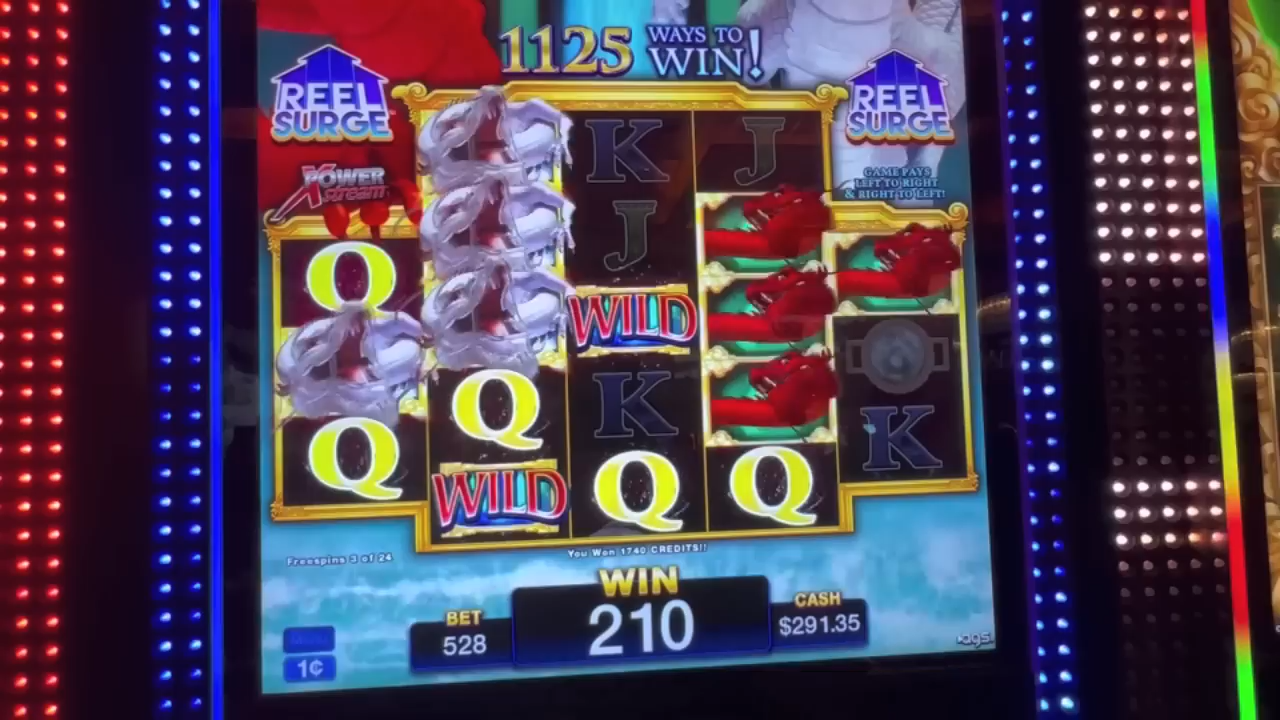 1125 WAYS TO WIN!
REEL SURGE
REEL SURGE
POWER Xstream
GAME PAYS
LEFT TO RIGHT
& RIGHT TO LEFT!
K J
J
Q WILD
K
Q Q K
WILD Q Q
Freespins 3 of 24
You Won 1740 CREDITS!!
WIN
BET 210 CASH
528 $291.35
1¢
ags